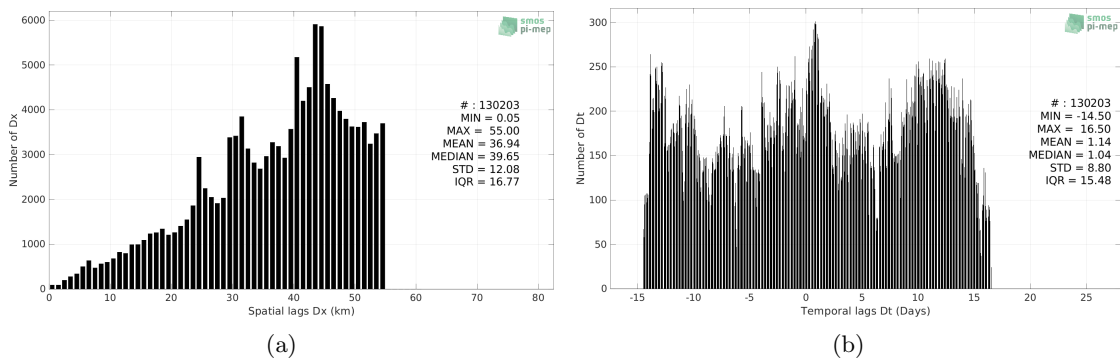 6000
5000
4000
3000
2000
1000
0
Number of Dx
0 10 20 30 40 50 60 70 80
Spatial lags Dx (km)
smos
pi-mep
# : 130203
MIN = 0.05
MAX = 55.00
MEAN = 36.94
MEDIAN = 39.65
STD = 12.08
IQR = 16.77
(a)
300
250
200
150
100
50
0
Number of Dt
-15 -10 -5 0 5 10 15 20 25
Temporal lags Dt (Days)
smos
pi-mep
# : 130203
MIN = -14.50
MAX = 16.50
MEAN = 1.14
MEDIAN = 1.04
STD = 8.80
IQR = 15.48
(b)